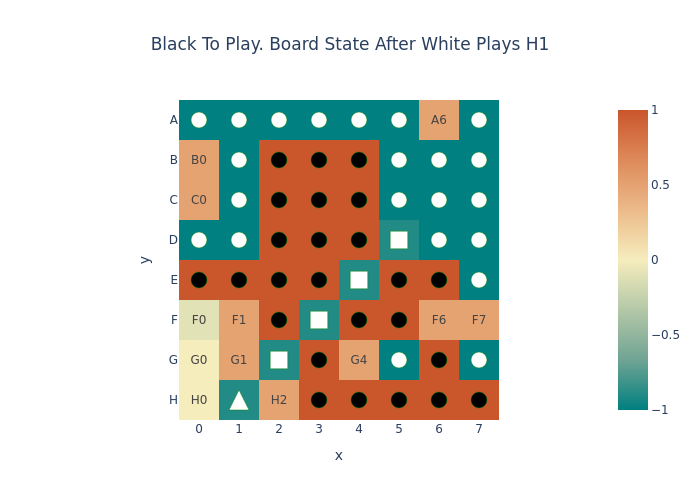 Black To Play. Board State After White Plays H1
A A6 1
B B0
C C0 0.5
D
y E 0
F F0 F1 F6 F7 −0.5
G G0 G1 G4
H H0 H2 −1
0 1 2 3 4 5 6 7
x